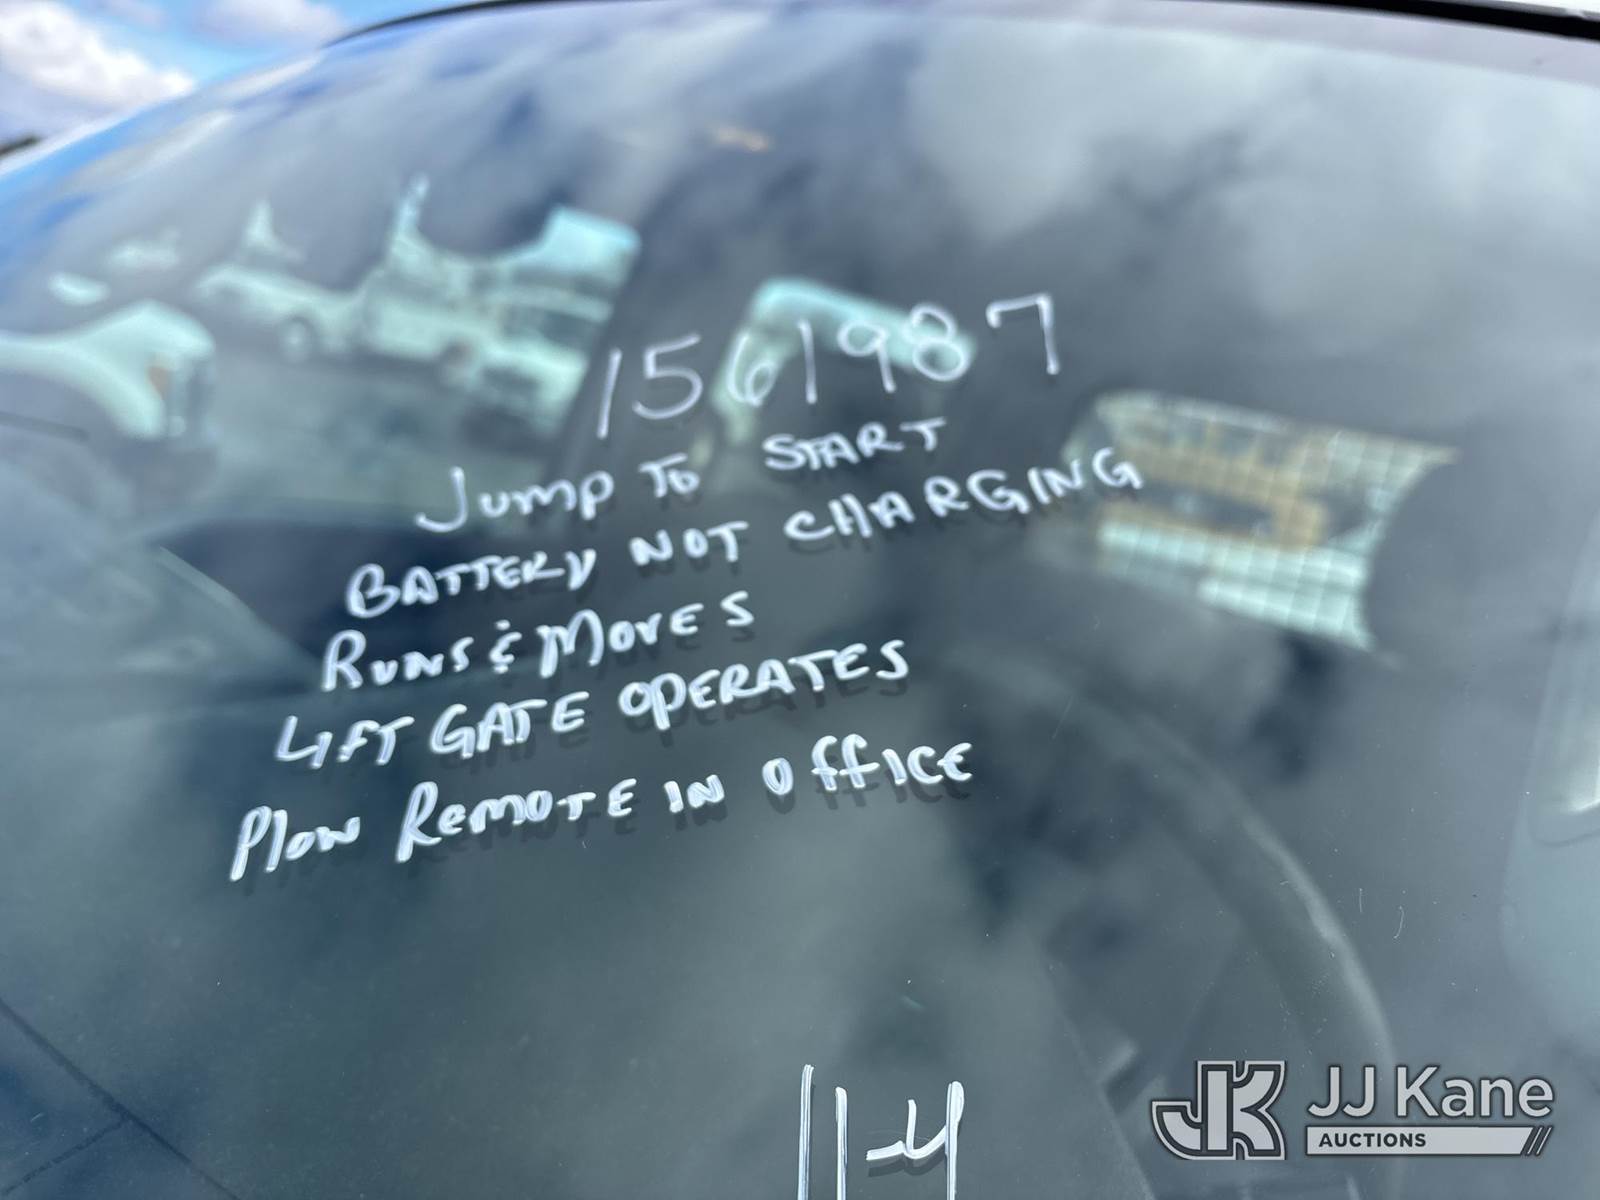 1561987
Jump To START
BATTERY NOT CHARGING
RUNS & MOVES
LIFT GATE OPERATES
Plow Remote IN OffICE
11-4
JK JJ Kane
AUCTIONS